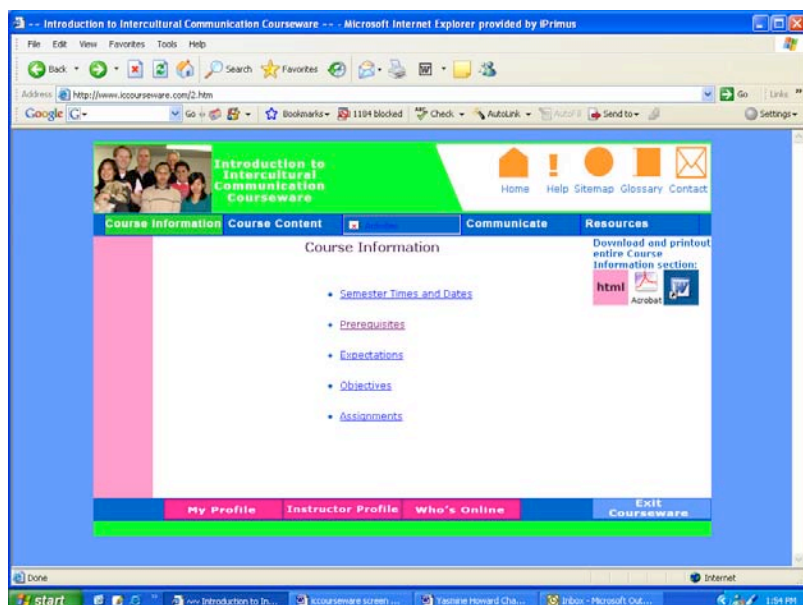 -- Introduction to Intercultural Communication Courseware -- - Microsoft Internet Explorer provided by iPrimus
File Edit View Favorites Tools Help
Back Search Favorites
Address http://www.iccourseware.com/2.htm Go Links
Google G Go Bookmarks 1184 blocked Check AutoLink AutoFill Send to Settings
Introduction to
Intercultural
Communication
Courseware
Home Help Sitemap Glossary Contact
Course Information Course Content Communicate Resources
Course Information
Download and printout
entire Course
Information section:
html Acrobat
Semester Times and Dates
Prerequisites
Expectations
Objectives
Assignments
My Profile Instructor Profile Who's Online
Exit
Courseware
Done Internet
start Introduction to In... iccourseware screen ... Yasmine Howard Cha... Inbox - Microsoft Out... 1:54 PM